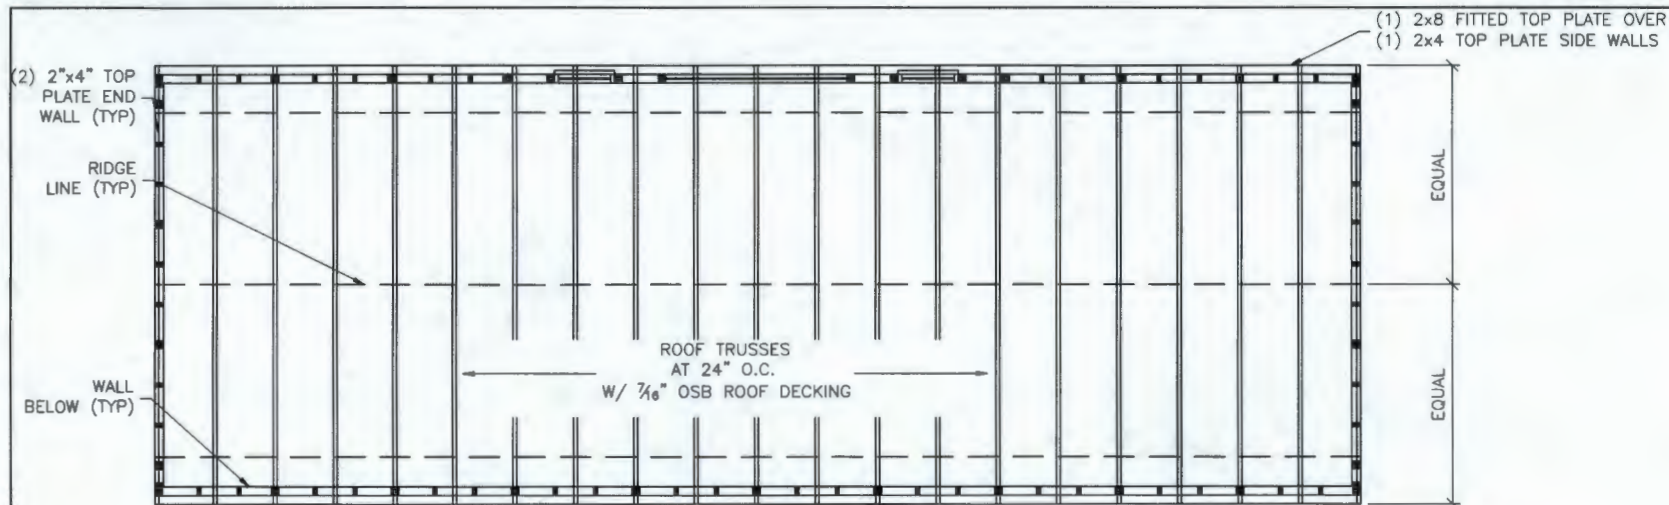 (1) 2x8 FITTED TOP PLATE OVER
(1) 2x4 TOP PLATE SIDE WALLS
(2) 2"x4" TOP
PLATE END
WALL (TYP)
RIDGE
LINE (TYP)
WALL
BELOW (TYP)
ROOF TRUSSES
AT 24" O.C.
W/ 7/16" OSB ROOF DECKING
EQUAL
EQUAL